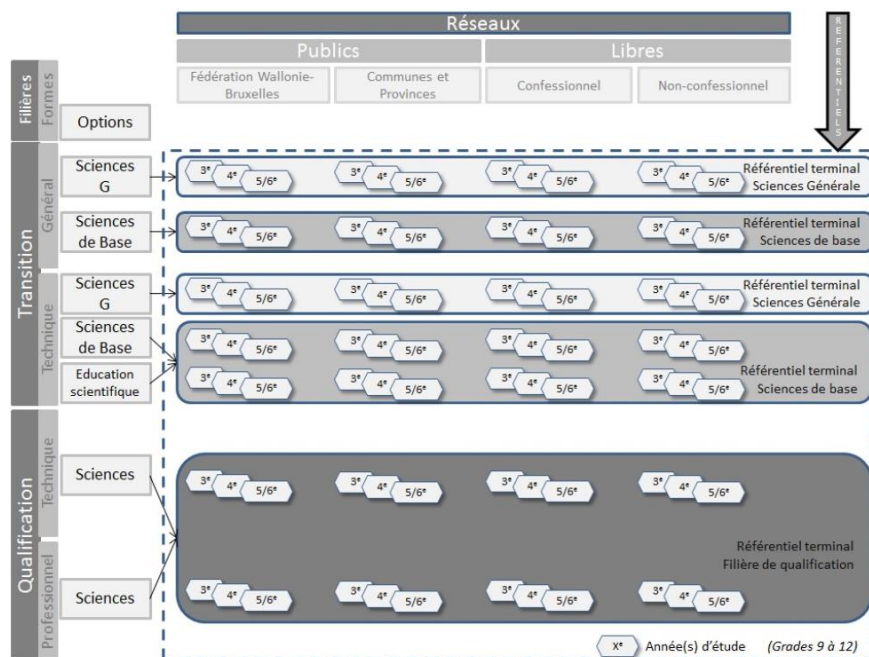 Réseaux
Publics
Libres
Fédération Wallonie-
Bruxelles
Communes et
Provinces
Confessionnel
Non-confessionnel
REFERENTIELS
Filières
Formes
Options
Transition
Général
Sciences
G
3e 4e 5/6e 3e 4e 5/6e 3e 4e 5/6e 3e 4e 5/6e
Référentiel terminal
Sciences Générale
Sciences
de Base
3e 4e 5/6e 3e 4e 5/6e 3e 4e 5/6e 3e 4e 5/6e
Référentiel terminal
Sciences de base
Technique
Sciences
G
3e 4e 5/6e 3e 4e 5/6e 3e 4e 5/6e 3e 4e 5/6e
Référentiel terminal
Sciences Générale
Sciences
de Base
3e 4e 5/6e 3e 4e 5/6e 3e 4e 5/6e 3e 4e 5/6e
Education
scientifique
3e 4e 5/6e 3e 4e 5/6e 3e 4e 5/6e 3e 4e 5/6e
Référentiel terminal
Sciences de base
Qualification
Technique
Sciences
3e 4e 5/6e 3e 4e 5/6e 3e 4e 5/6e 3e 4e 5/6e
Référentiel terminal
Filière de qualification
Professionnel
Sciences
3e 4e 5/6e 3e 4e 5/6e 3e 4e 5/6e 3e 4e 5/6e
Xe Année(s) d'étude (Grades 9 à 12)